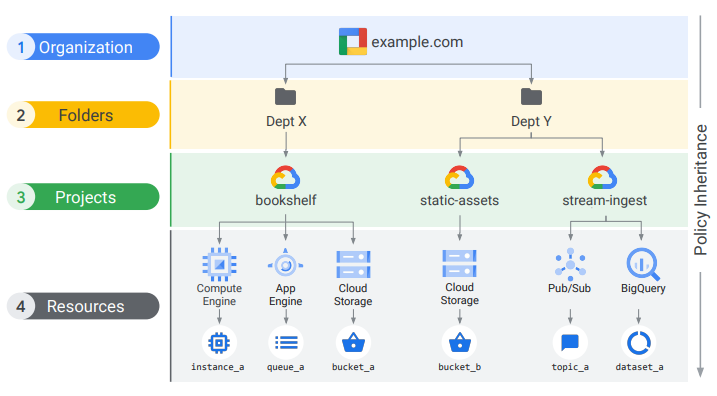 1 Organization
example.com
2 Folders
Dept X
Dept Y
3 Projects
bookshelf
static-assets
stream-ingest
4 Resources
Compute
Engine
App
Engine
Cloud
Storage
Cloud
Storage
Pub/Sub
BigQuery
instance_a
queue_a
bucket_a
bucket_b
topic_a
dataset_a
Policy Inheritance